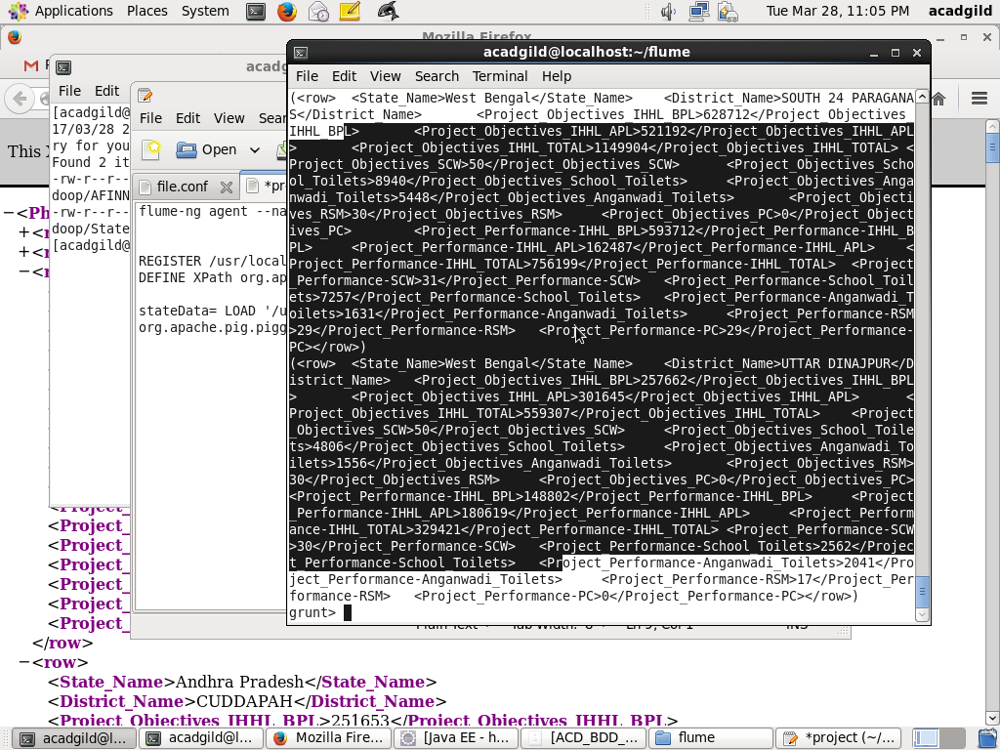 Applications Places System Tue Mar 28, 11:05 PM acadgild
Mozilla Firefox
acadg
File Edit
[acadgild@
17/03/28 2
ry for you
Found 2 it
-rw-r--r--
doop/AFINN
-rw-r--r--
doop/State
[acadgild@
File Edit View Sear
Open
file.conf *pr
flume-ng agent --na
REGISTER /usr/local
DEFINE XPath org.ap
stateData= LOAD '/u
org.apache.pig.pigg
This X
acadgild@localhost:~/flume
File Edit View Search Terminal Help
(<row> <State_Name>West Bengal</State_Name> <District_Name>SOUTH 24 PARAGANA
S</District_Name> <Project_Objectives_IHHL_BPL>628712</Project_Objectives_
IHHL_BPL> <Project_Objectives_IHHL_APL>521192</Project_Objectives_IHHL_APL
> <Project_Objectives_IHHL_TOTAL>1149904</Project_Objectives_IHHL_TOTAL> <
Project_Objectives_SCW>50</Project_Objectives_SCW> <Project_Objectives_Scho
ol_Toilets>8940</Project_Objectives_School_Toilets> <Project_Objectives_Anga
nwadi_Toilets>5448</Project_Objectives_Anganwadi_Toilets> <Project_Objecti
ves_RSM>30</Project_Objectives_RSM> <Project_Objectives_PC>0</Project_Object
ives_PC> <Project_Performance-IHHL_BPL>593712</Project_Performance-IHHL_B
PL> <Project_Performance-IHHL_APL>162487</Project_Performance-IHHL_APL> <
Project_Performance-IHHL_TOTAL>756199</Project_Performance-IHHL_TOTAL> <Project
_Performance-SCW>31</Project_Performance-SCW> <Project_Performance-School_Toil
ets>7257</Project_Performance-School_Toilets> <Project_Performance-Anganwadi_T
oilets>1631</Project_Performance-Anganwadi_Toilets> <Project_Performance-RSM
>29</Project_Performance-RSM> <Project_Performance-PC>29</Project_Performance-
PC></row>)
(<row> <State_Name>West Bengal</State_Name> <District_Name>UTTAR DINAJPUR</D
istrict_Name> <Project_Objectives_IHHL_BPL>257662</Project_Objectives_IHHL_BPL
> <Project_Objectives_IHHL_APL>301645</Project_Objectives_IHHL_APL> <
Project_Objectives_IHHL_TOTAL>559307</Project_Objectives_IHHL_TOTAL> <Project
_Objectives_SCW>50</Project_Objectives_SCW> <Project_Objectives_School_Toile
ts>4806</Project_Objectives_School_Toilets> <Project_Objectives_Anganwadi_To
ilets>1556</Project_Objectives_Anganwadi_Toilets> <Project_Objectives_RSM>
30</Project_Objectives_RSM> <Project_Objectives_PC>0</Project_Objectives_PC>
<Project_Performance-IHHL_BPL>148802</Project_Performance-IHHL_BPL> <Project
_Performance-IHHL_APL>180619</Project_Performance-IHHL_APL> <Project_Perform
ance-IHHL_TOTAL>329421</Project_Performance-IHHL_TOTAL> <Project_Performance-SCW
>30</Project_Performance-SCW> <Project_Performance-School_Toilets>2562</Projec
t_Performance-School_Toilets> <Project_Performance-Anganwadi_Toilets>2041</Pro
ject_Performance-Anganwadi_Toilets> <Project_Performance-RSM>17</Project_Per
formance-RSM> <Project_Performance-PC>0</Project_Performance-PC></row>)
grunt>
−<Ph
+<r
+<r
−<r
<Project_
<Project_
<Project_
<Project_
<Project_
<Project_
</row>
−<row>
<State_Name>Andhra Pradesh</State_Name>
<District_Name>CUDDAPAH</District_Name>
<Project_Objectives_IHHL_BPL>251653</Project_Objectives_IHHL_BPL>
acadgild@l... acadgild@l... Mozilla Fire... [Java EE - h... [ACD_BDD_... flume *project (~/...